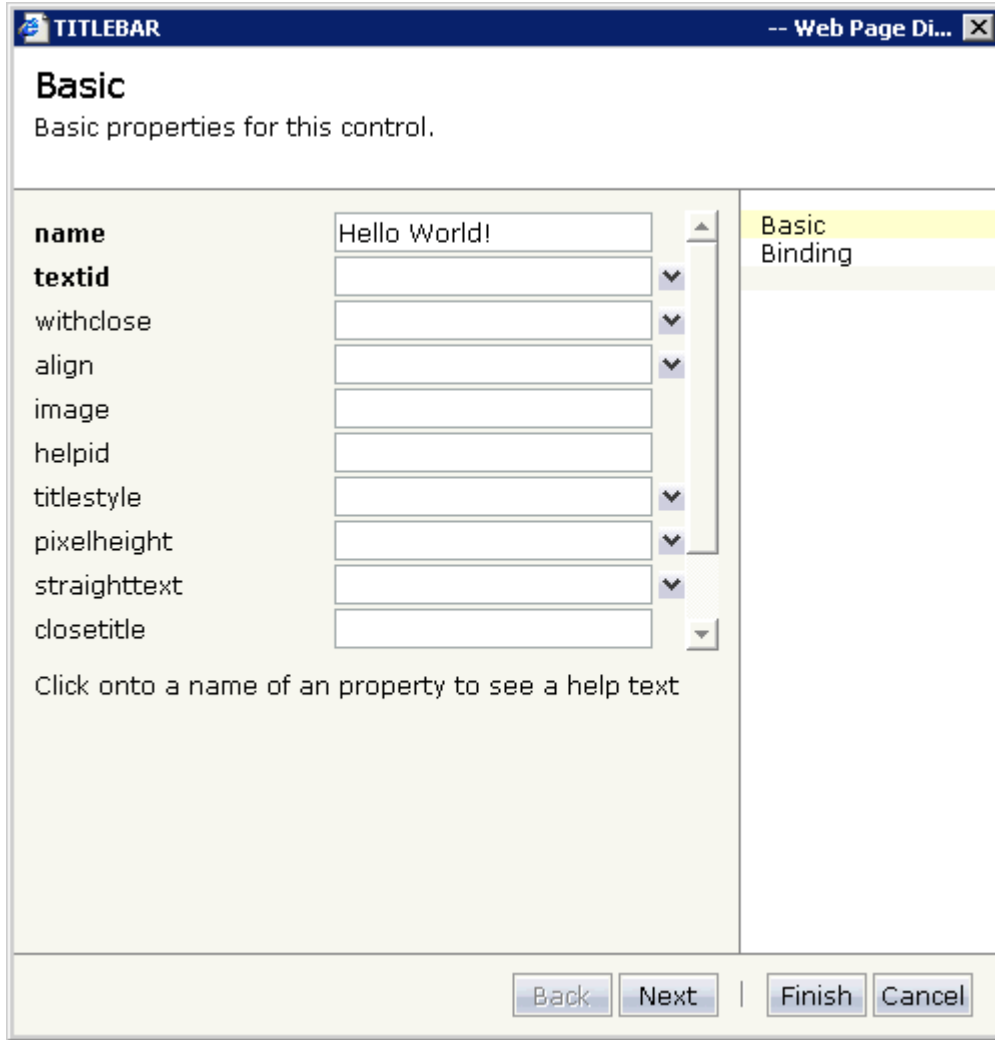 TITLEBAR -- Web Page Di...
Basic
Basic properties for this control.
name Hello World!
textid
withclose
align
image
helpid
titlestyle
pixelheight
straighttext
closetitle
Click onto a name of an property to see a help text
Basic
Binding
Back Next | Finish Cancel